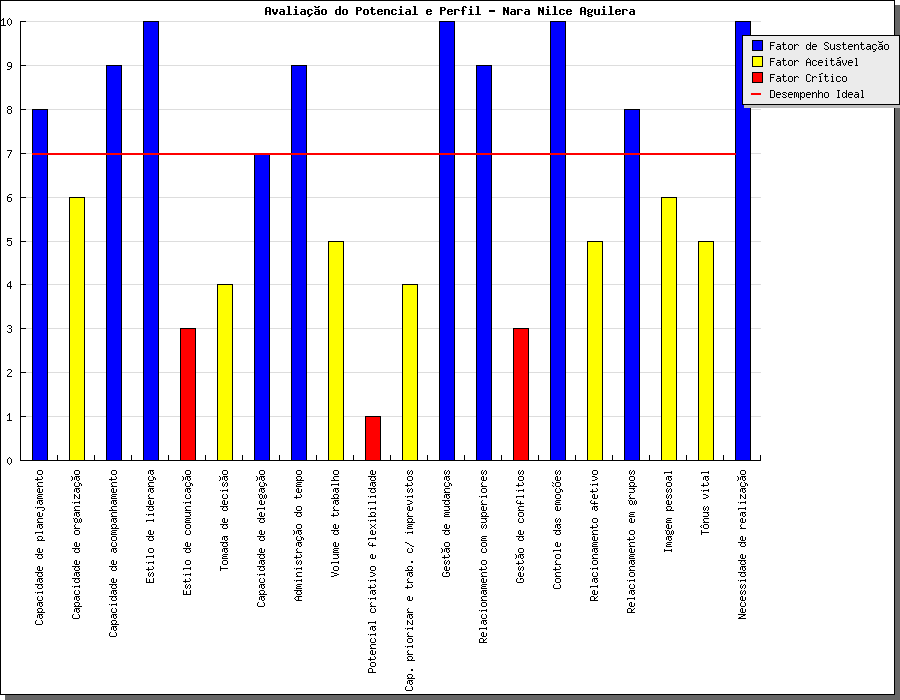 Avaliação do Potencial e Perfil - Nara Nilce Aguilera
Fator de Sustentação
Fator Aceitável
Fator Crítico
Desempenho Ideal
10
9
8
7
6
5
4
3
2
1
0
Capacidade de planejamento
Capacidade de organização
Capacidade de acompanhamento
Estilo de liderança
Estilo de comunicação
Tomada de decisão
Capacidade de delegação
Administração do tempo
Volume de trabalho
Potencial criativo e flexibilidade
Cap. priorizar e trab. c/ imprevistos
Gestão de mudanças
Relacionamento com superiores
Gestão de conflitos
Controle das emoções
Relacionamento afetivo
Relacionamento em grupos
Imagem pessoal
Tônus vital
Necessidade de realização